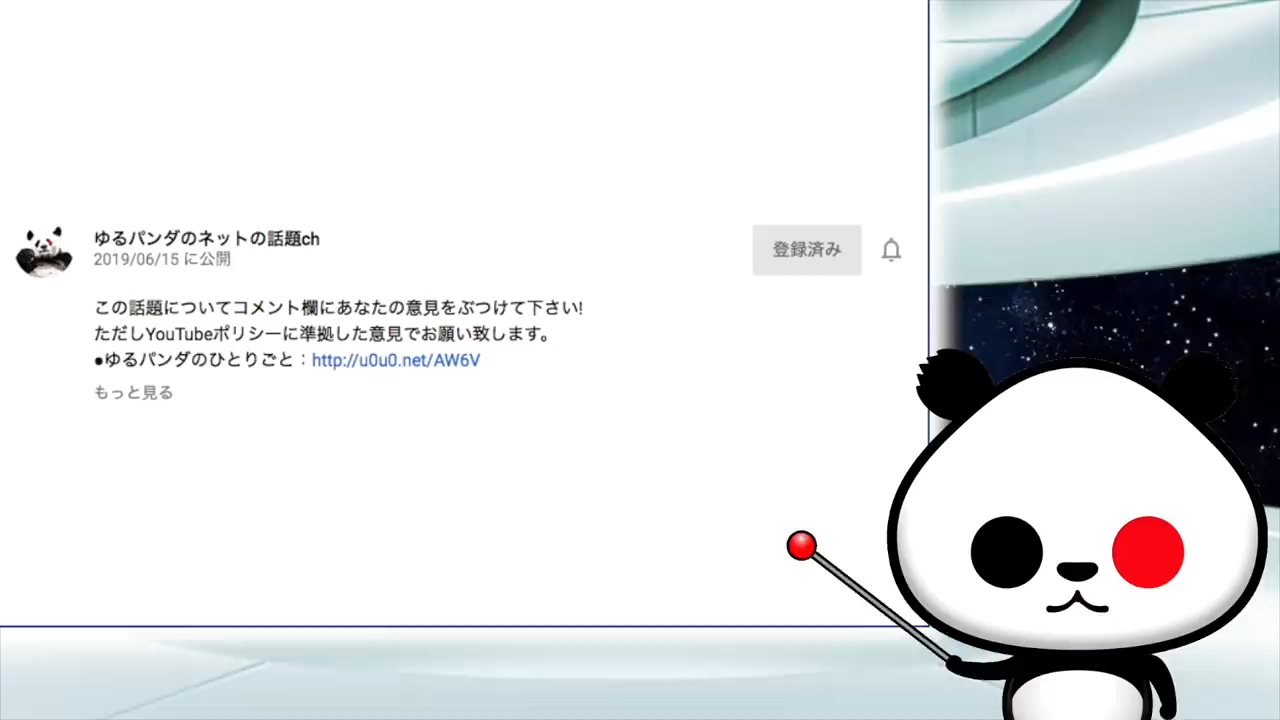 ゆるパンダのネットの話題ch
2019/06/15 に公開
登録済み
この話題についてコメント欄にあなたの意見をぶつけて下さい!
ただしYouTubeポリシーに準拠した意見でお願い致します。
●ゆるパンダのひとりごと：http://u0u0.net/AW6V
もっと見る